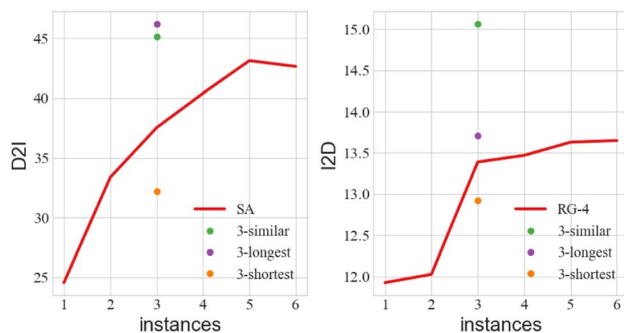 D2I
45
40
35
30
25
SA
3-similar
3-longest
3-shortest
1 2 3 4 5 6
instances
I2D
15.0
14.5
14.0
13.5
13.0
12.5
12.0
RG-4
3-similar
3-longest
3-shortest
1 2 3 4 5 6
instances